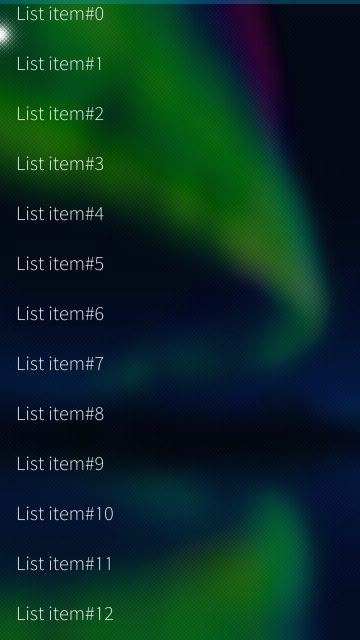 List item#0
List item#1
List item#2
List item#3
List item#4
List item#5
List item#6
List item#7
List item#8
List item#9
List item#10
List item#11
List item#12